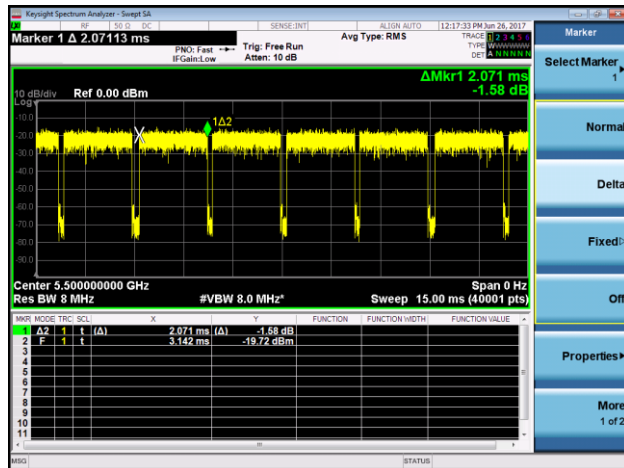 Keysight Spectrum Analyzer - Swept SA
RF 50 Ω DC SENSE:INT ALIGN AUTO 12:17:33 PM Jun 26, 2017
Marker 1 Δ 2.07113 ms
PNO: Fast
IFGain:Low
Trig: Free Run
Atten: 10 dB
Avg Type: RMS
TRACE 1 2 3 4 5 6
TYPE WWWWWW
DET A N N N N N
ΔMkr1 2.071 ms
-1.58 dB
10 dB/div Ref 0.00 dBm
Log
-10.0
-20.0
-30.0
-40.0
-50.0
-60.0
-70.0
-80.0
-90.0
1Δ2
Center 5.500000000 GHz Span 0 Hz
Res BW 8 MHz #VBW 8.0 MHz* Sweep 15.00 ms (40001 pts)
MKR MODE TRC SCL X Y FUNCTION FUNCTION WIDTH FUNCTION VALUE
1 Δ2 1 t (Δ) 2.071 ms (Δ) -1.58 dB
2 F 1 t 3.142 ms -19.72 dBm
3
4
5
6
7
8
9
10
11
MSG STATUS
Marker
Select Marker
1
Normal
Delta
Fixed
Off
Properties
More
1 of 2